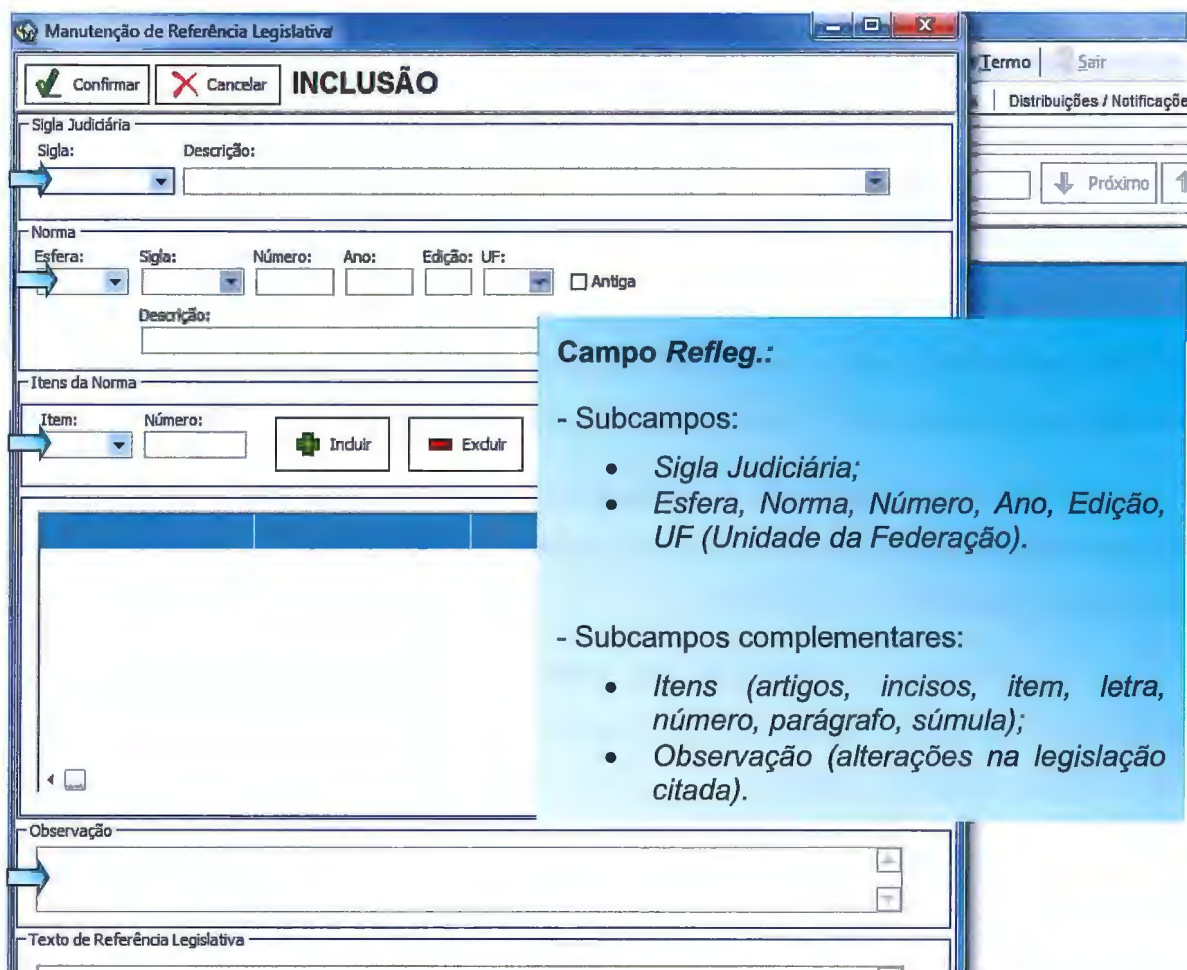 Manutenção de Referência Legislativa
Confirmar Cancelar INCLUSÃO
Termo Sair
Distribuições / Notificaçõe
Sigla Judiciária
Sigla: Descrição:
Próximo
Norma
Esfera: Sigla: Número: Ano: Edição: UF:
Antiga
Descrição:
Itens da Norma
Item: Número:
Incluir Excluir
Campo Refleg.:
- Subcampos:
• Sigla Judiciária;
• Esfera, Norma, Número, Ano, Edição,
UF (Unidade da Federação).
- Subcampos complementares:
• Itens (artigos, incisos, item, letra,
número, parágrafo, súmula);
• Observação (alterações na legislação
citada).
Observação
Texto de Referência Legislativa